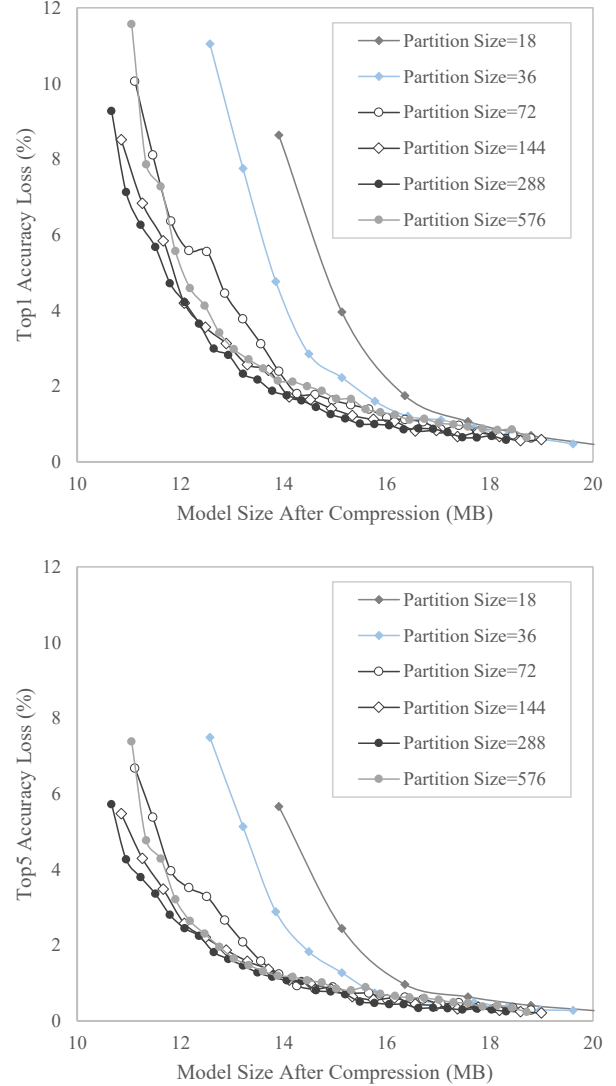 12
10
8
6
4
2
0
Top1 Accuracy Loss (%)
Partition Size=18
Partition Size=36
Partition Size=72
Partition Size=144
Partition Size=288
Partition Size=576
10 12 14 16 18 20
Model Size After Compression (MB)
12
10
8
6
4
2
0
Top5 Accuracy Loss (%)
Partition Size=18
Partition Size=36
Partition Size=72
Partition Size=144
Partition Size=288
Partition Size=576
10 12 14 16 18 20
Model Size After Compression (MB)